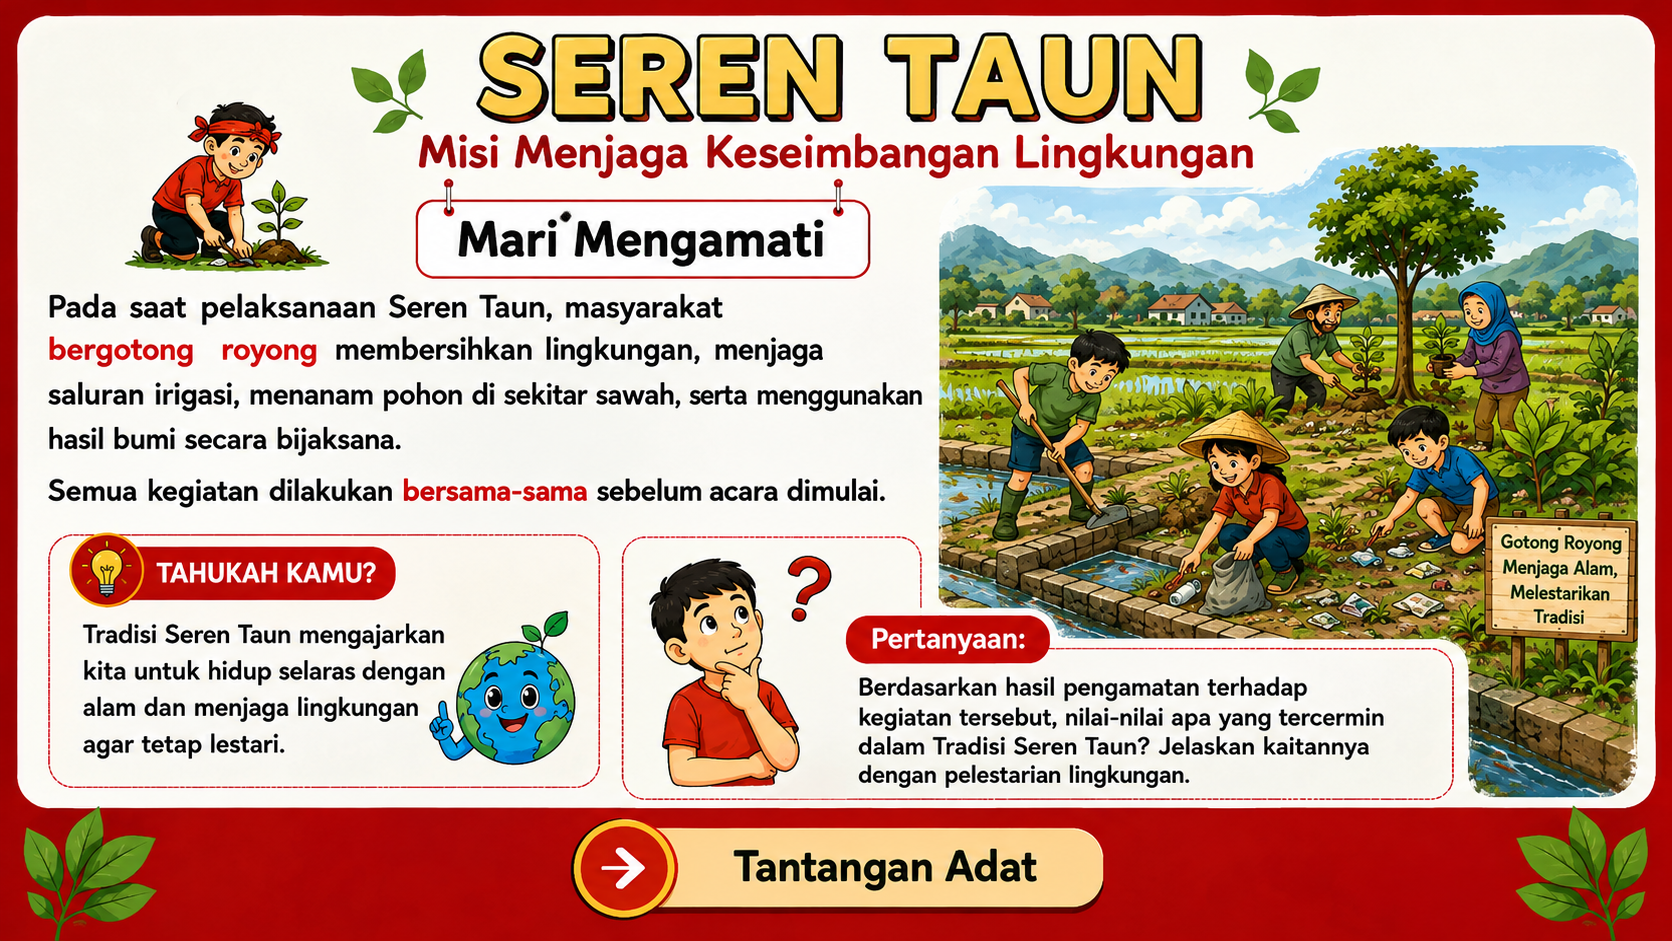 SEREN TAUN
Misi Menjaga Keseimbangan Lingkungan
Mari Mengamati
Pada saat pelaksanaan Seren Taun, masyarakat
bergotong royong membersihkan lingkungan, menjaga
saluran irigasi, menanam pohon di sekitar sawah, serta menggunakan
hasil bumi secara bijaksana.
Semua kegiatan dilakukan bersama-sama sebelum acara dimulai.
TAHUKAH KAMU?
Tradisi Seren Taun mengajarkan
kita untuk hidup selaras dengan
alam dan menjaga lingkungan
agar tetap lestari.
?
Pertanyaan:
Berdasarkan hasil pengamatan terhadap
kegiatan tersebut, nilai-nilai apa yang tercermin
dalam Tradisi Seren Taun? Jelaskan kaitannya
dengan pelestarian lingkungan.
Gotong Royong
Menjaga Alam,
Melestarikan
Tradisi
Tantangan Adat